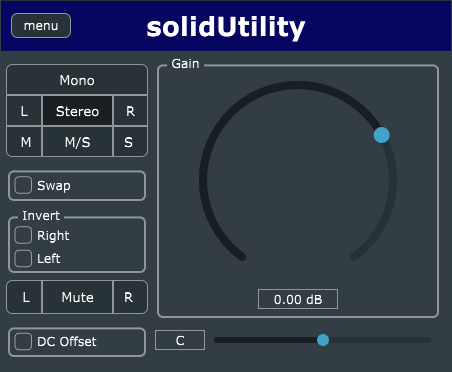 menu
solidUtility
Mono
L Stereo R
M M/S S
Swap
Invert
Right
Left
L Mute R
DC Offset
Gain
0.00 dB
C